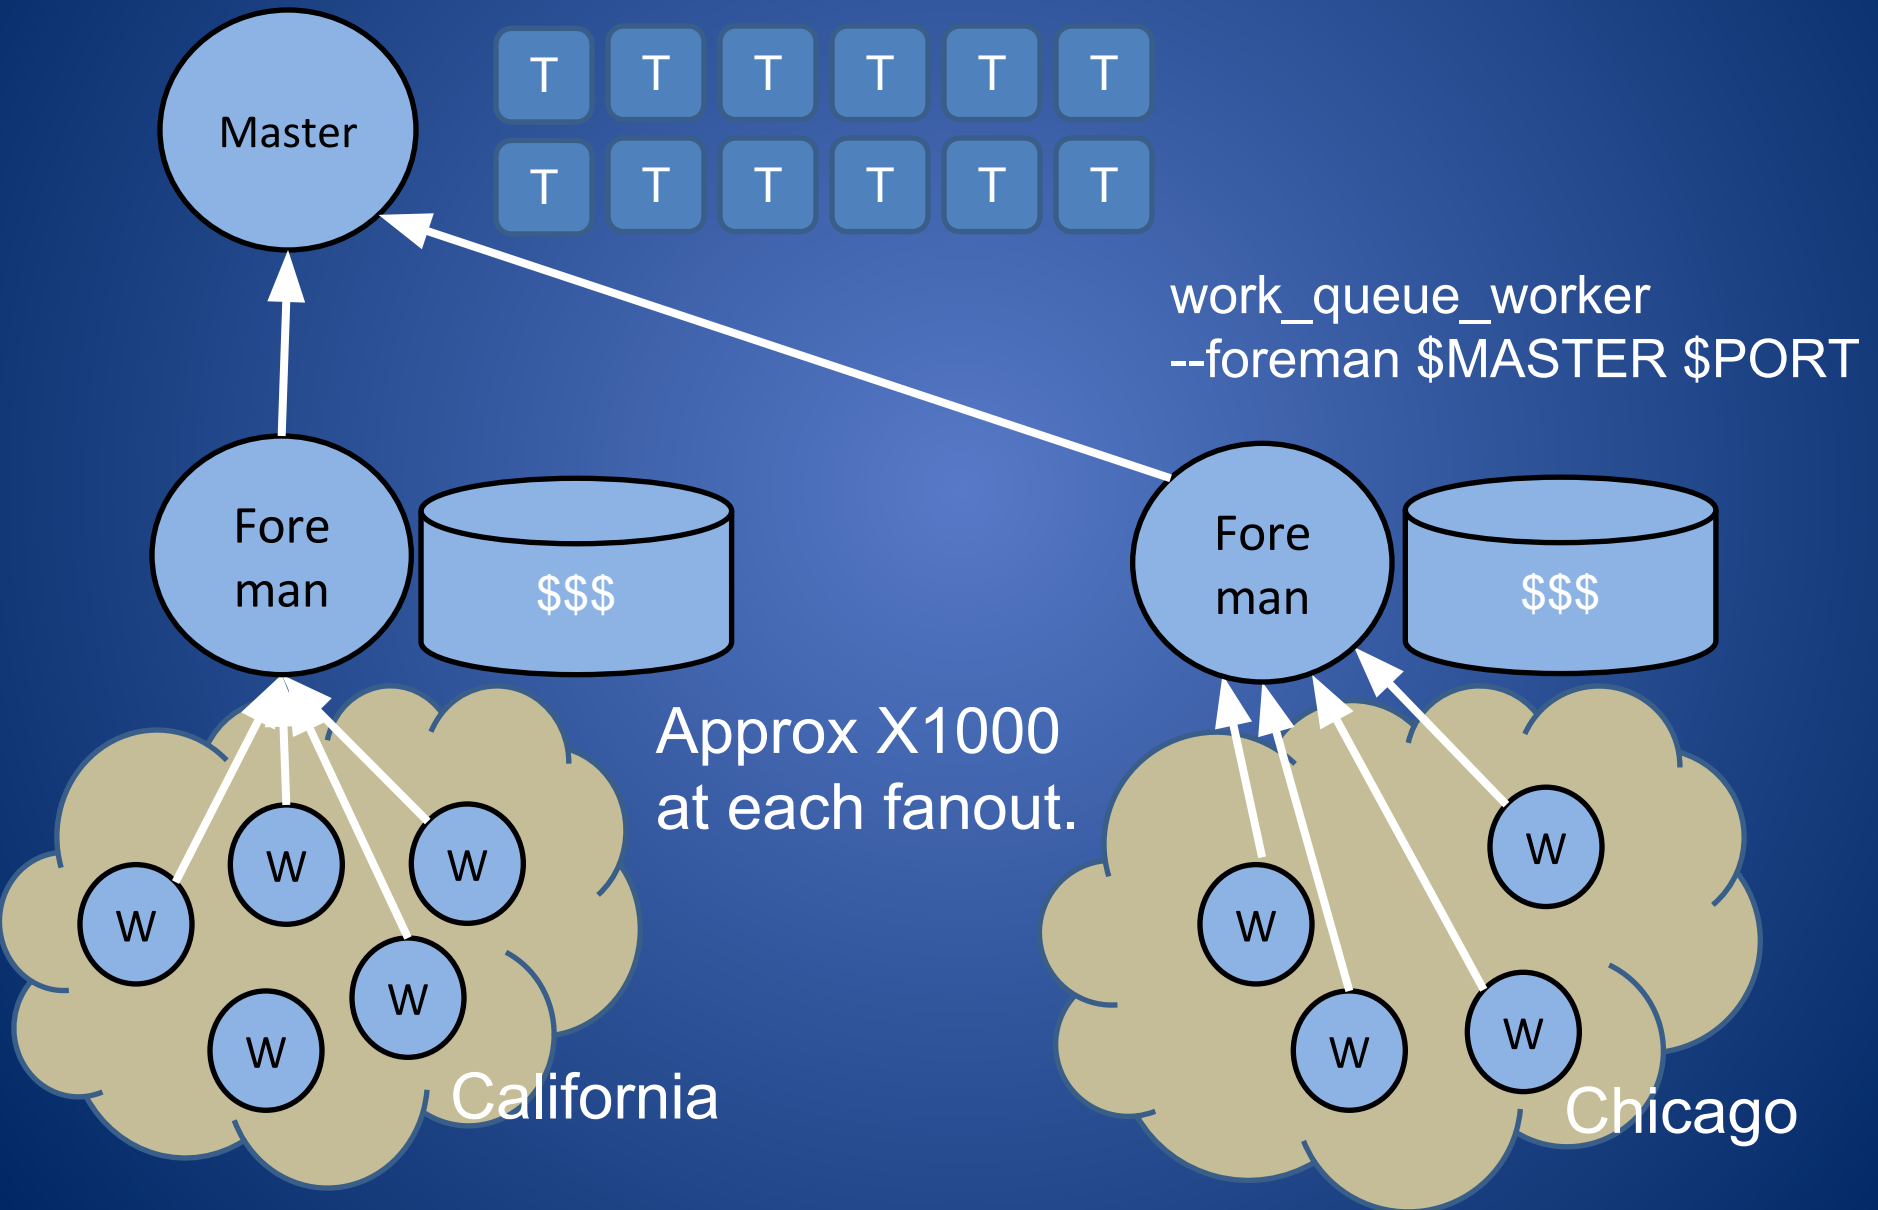 Master
T T T T T T
T T T T T T
work_queue_worker
--foreman $MASTER $PORT
Fore
man
$$$
Fore
man
$$$
Approx X1000
at each fanout.
W
W
W
W
W
California
W
W
W
W
Chicago